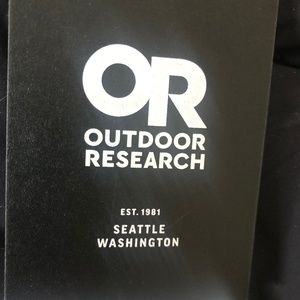 OR
OUTDOOR
RESEARCH
EST. 1981
SEATTLE
WASHINGTON